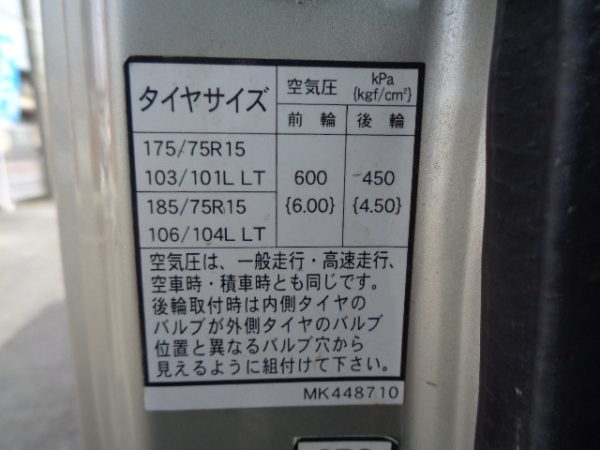 タイヤサイズ 空気圧 kPa
{kgf/cm²}
前輪 後輪
175/75R15
103/101L LT 600 450
185/75R15 {6.00} {4.50}
106/104L LT
空気圧は、一般走行・高速走行、
空車時・積車時とも同じです。
後輪取付時は内側タイヤの
バルブが外側タイヤのバルブ
位置と異なるバルブ穴から
見えるように組付けて下さい。
MK448710